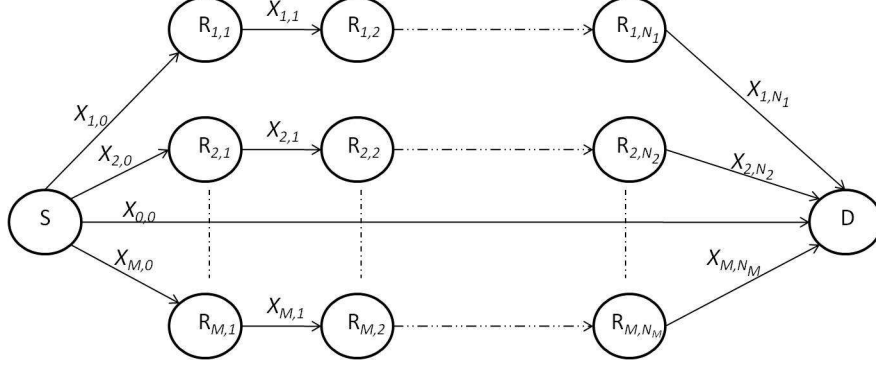 R1,1 X1,1 R1,2 R1,N1
X1,0 X1,N1
R2,1 X2,1 R2,2 R2,N2
X2,0 X2,N2
S X0,0 D
XM,0 XM,NM
RM,1 XM,1 RM,2 RM,NM